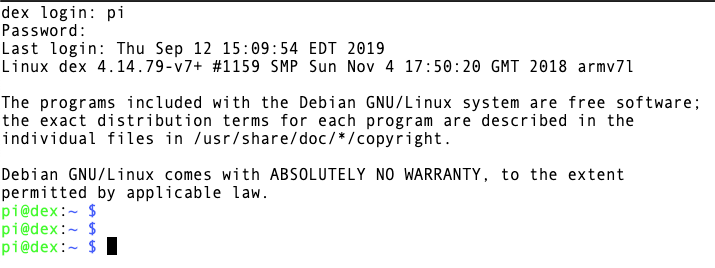 dex login: pi
Password:
Last login: Thu Sep 12 15:09:54 EDT 2019
Linux dex 4.14.79-v7+ #1159 SMP Sun Nov 4 17:50:20 GMT 2018 armv7l
The programs included with the Debian GNU/Linux system are free software;
the exact distribution terms for each program are described in the
individual files in /usr/share/doc/*/copyright.
Debian GNU/Linux comes with ABSOLUTELY NO WARRANTY, to the extent
permitted by applicable law.
pi@dex:~ $
pi@dex:~ $
pi@dex:~ $